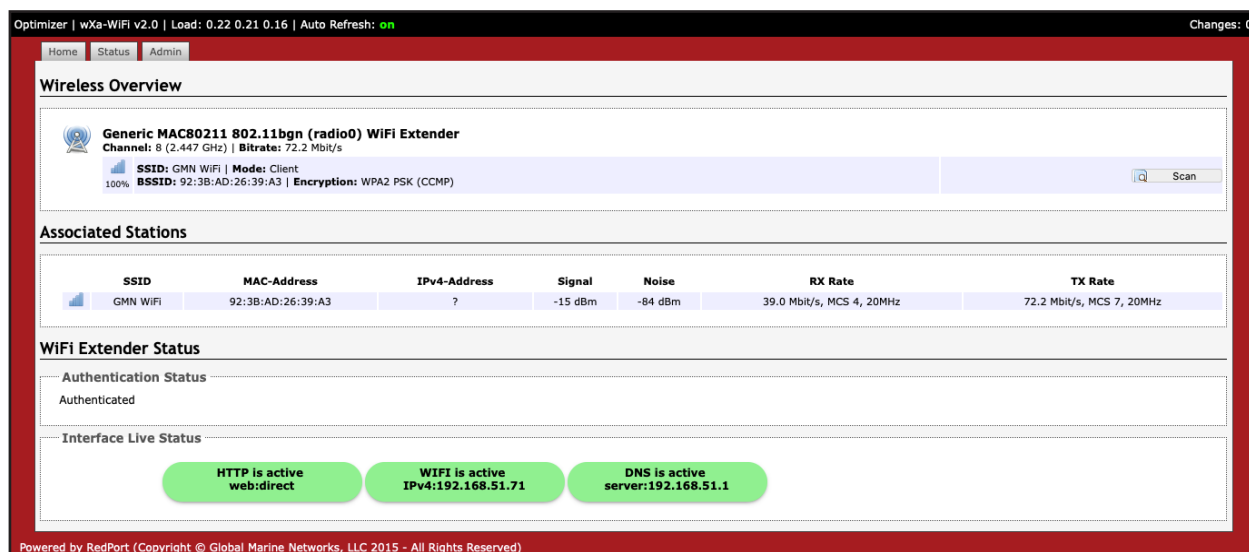 Optimizer | wXa-WiFi v2.0 | Load: 0.22 0.21 0.16 | Auto Refresh: on Changes: 0
Home Status Admin
Wireless Overview
Generic MAC80211 802.11bgn (radio0) WiFi Extender
Channel: 8 (2.447 GHz) | Bitrate: 72.2 Mbit/s
SSID: GMN WiFi | Mode: Client
100% BSSID: 92:3B:AD:26:39:A3 | Encryption: WPA2 PSK (CCMP)
Scan
Associated Stations
SSID MAC-Address IPv4-Address Signal Noise RX Rate TX Rate
GMN WiFi 92:3B:AD:26:39:A3 ? -15 dBm -84 dBm 39.0 Mbit/s, MCS 4, 20MHz 72.2 Mbit/s, MCS 7, 20MHz
WiFi Extender Status
Authentication Status
Authenticated
Interface Live Status
HTTP is active WIFI is active DNS is active
web:direct IPv4:192.168.51.71 server:192.168.51.1
Powered by RedPort (Copyright © Global Marine Networks, LLC 2015 - All Rights Reserved)